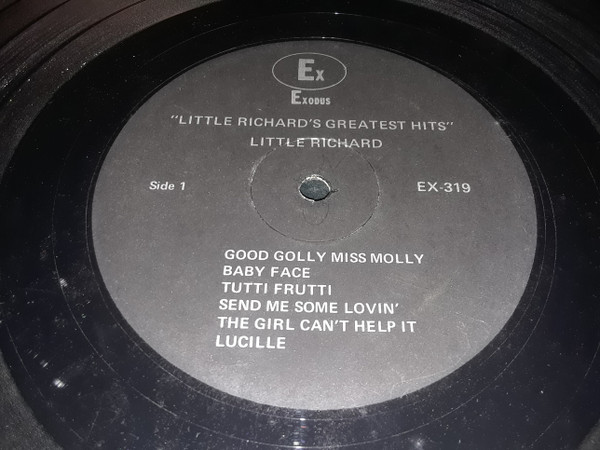 Ex
Exodus
"LITTLE RICHARD'S GREATEST HITS"
LITTLE RICHARD
Side 1
EX-319
GOOD GOLLY MISS MOLLY
BABY FACE
TUTTI FRUTTI
SEND ME SOME LOVIN'
THE GIRL CAN'T HELP IT
LUCILLE